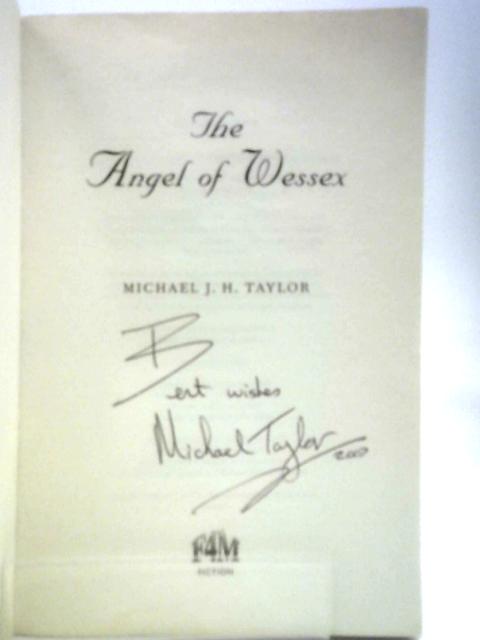 The
Angel of Wessex
MICHAEL J. H. TAYLOR
Best wishes
Michael Taylor
F4M
FICTION